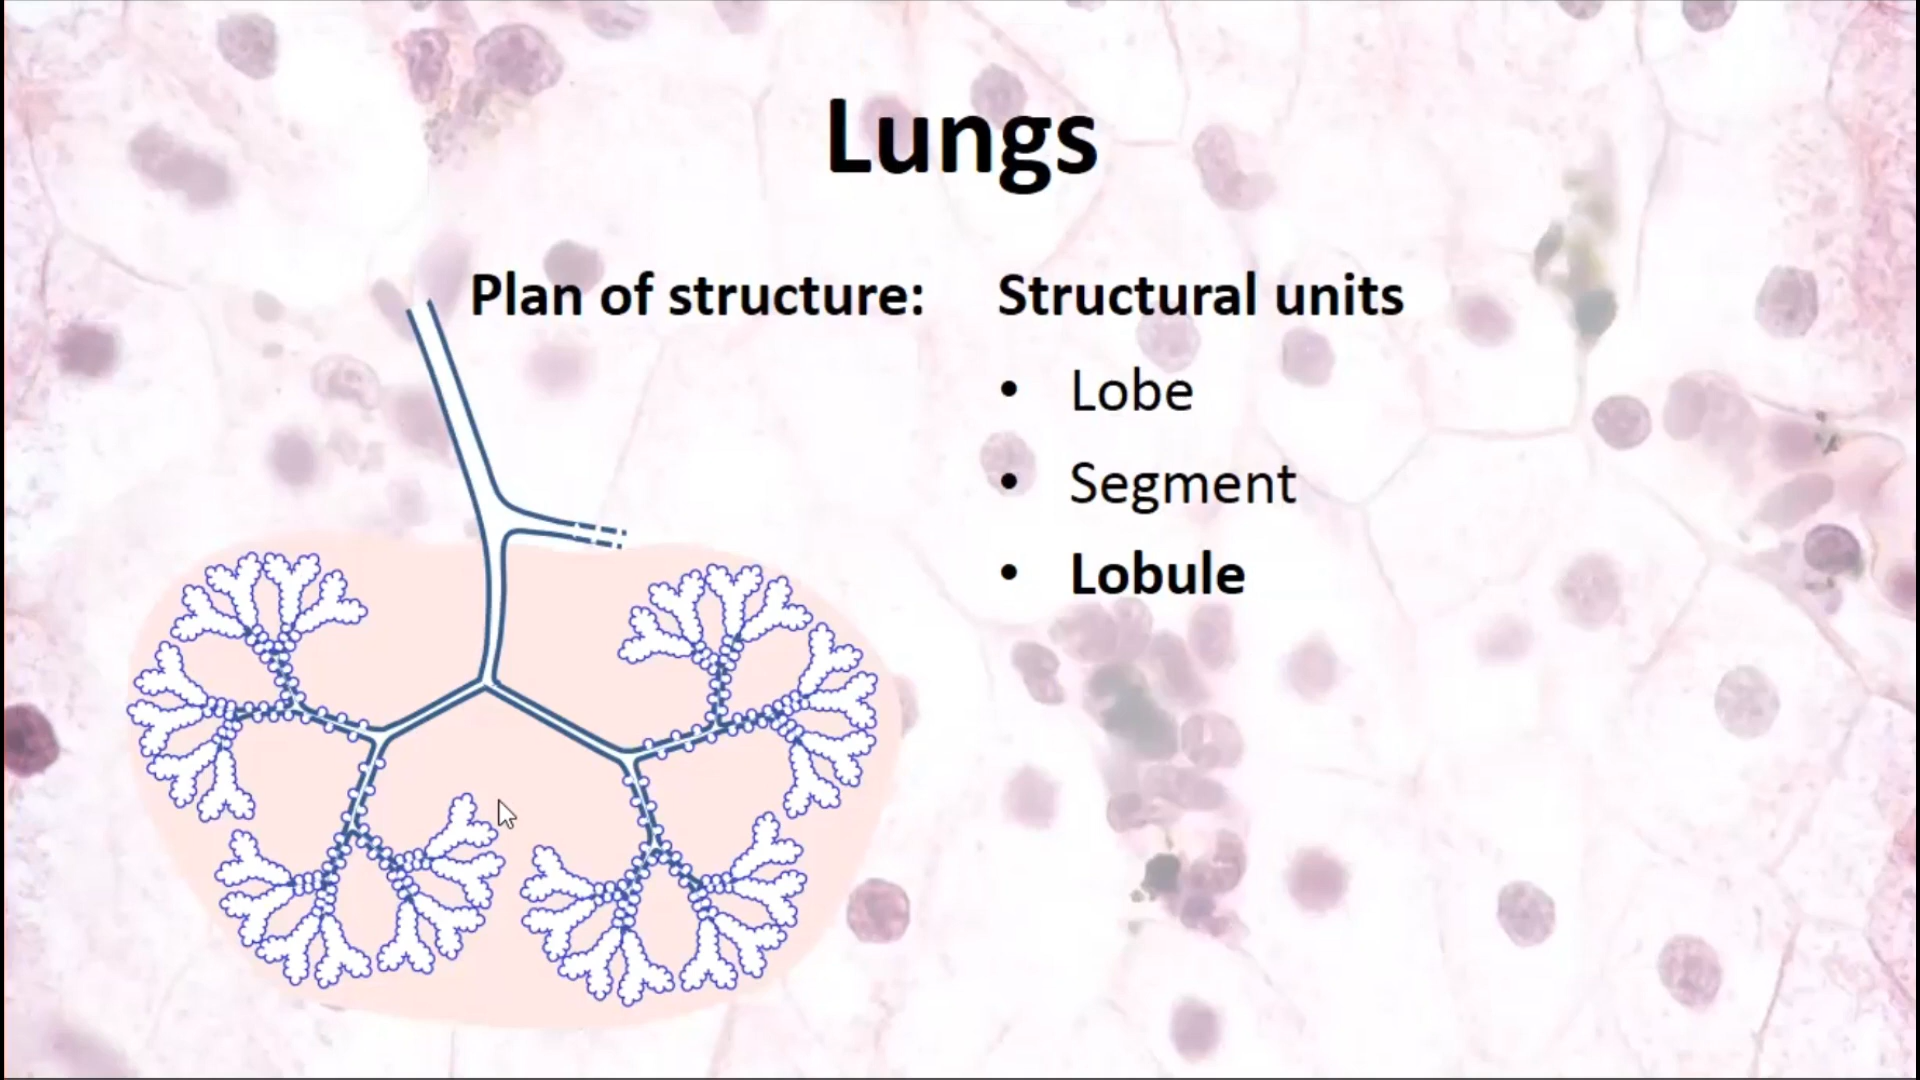 Lungs
Plan of structure:
Structural units
• Lobe
• Segment
• Lobule